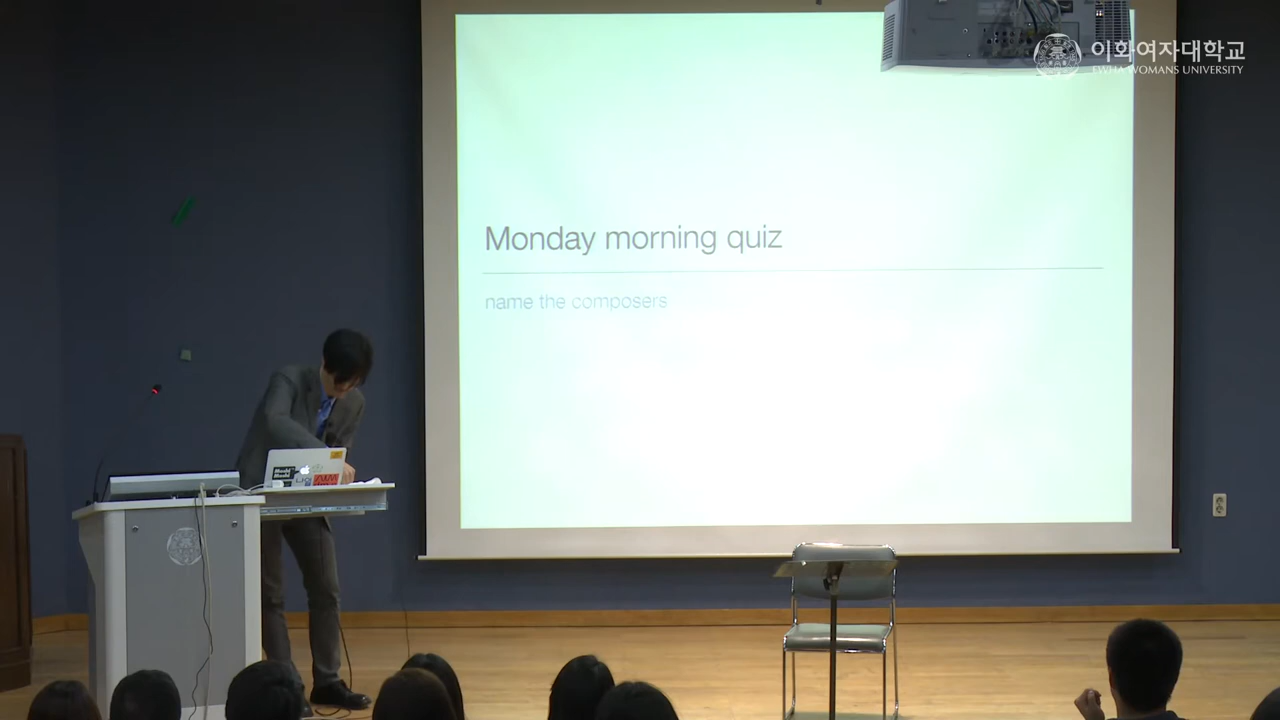 이화여자대학교
EWHA WOMANS UNIVERSITY
Monday morning quiz
name the composers